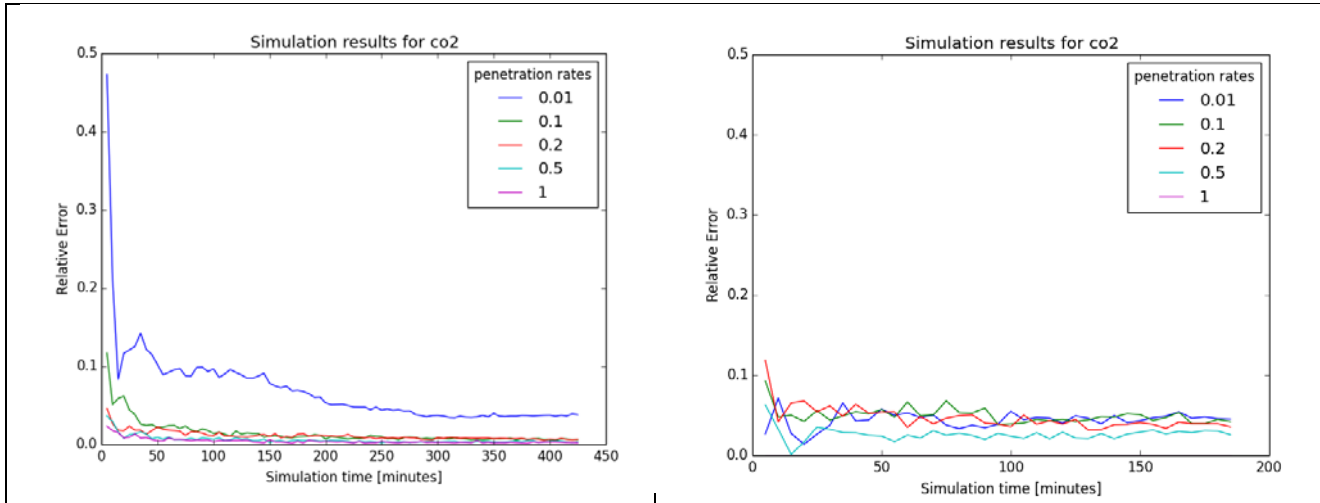 Simulation results for co2
0.5
0.4
0.3
0.2
0.1
0.0
Relative Error
penetration rates
0.01
0.1
0.2
0.5
1
0 50 100 150 200 250 300 350 400 450
Simulation time [minutes]
Simulation results for co2
0.5
0.4
0.3
0.2
0.1
0.0
Relative Error
penetration rates
0.01
0.1
0.2
0.5
1
0 50 100 150 200
Simulation time [minutes]